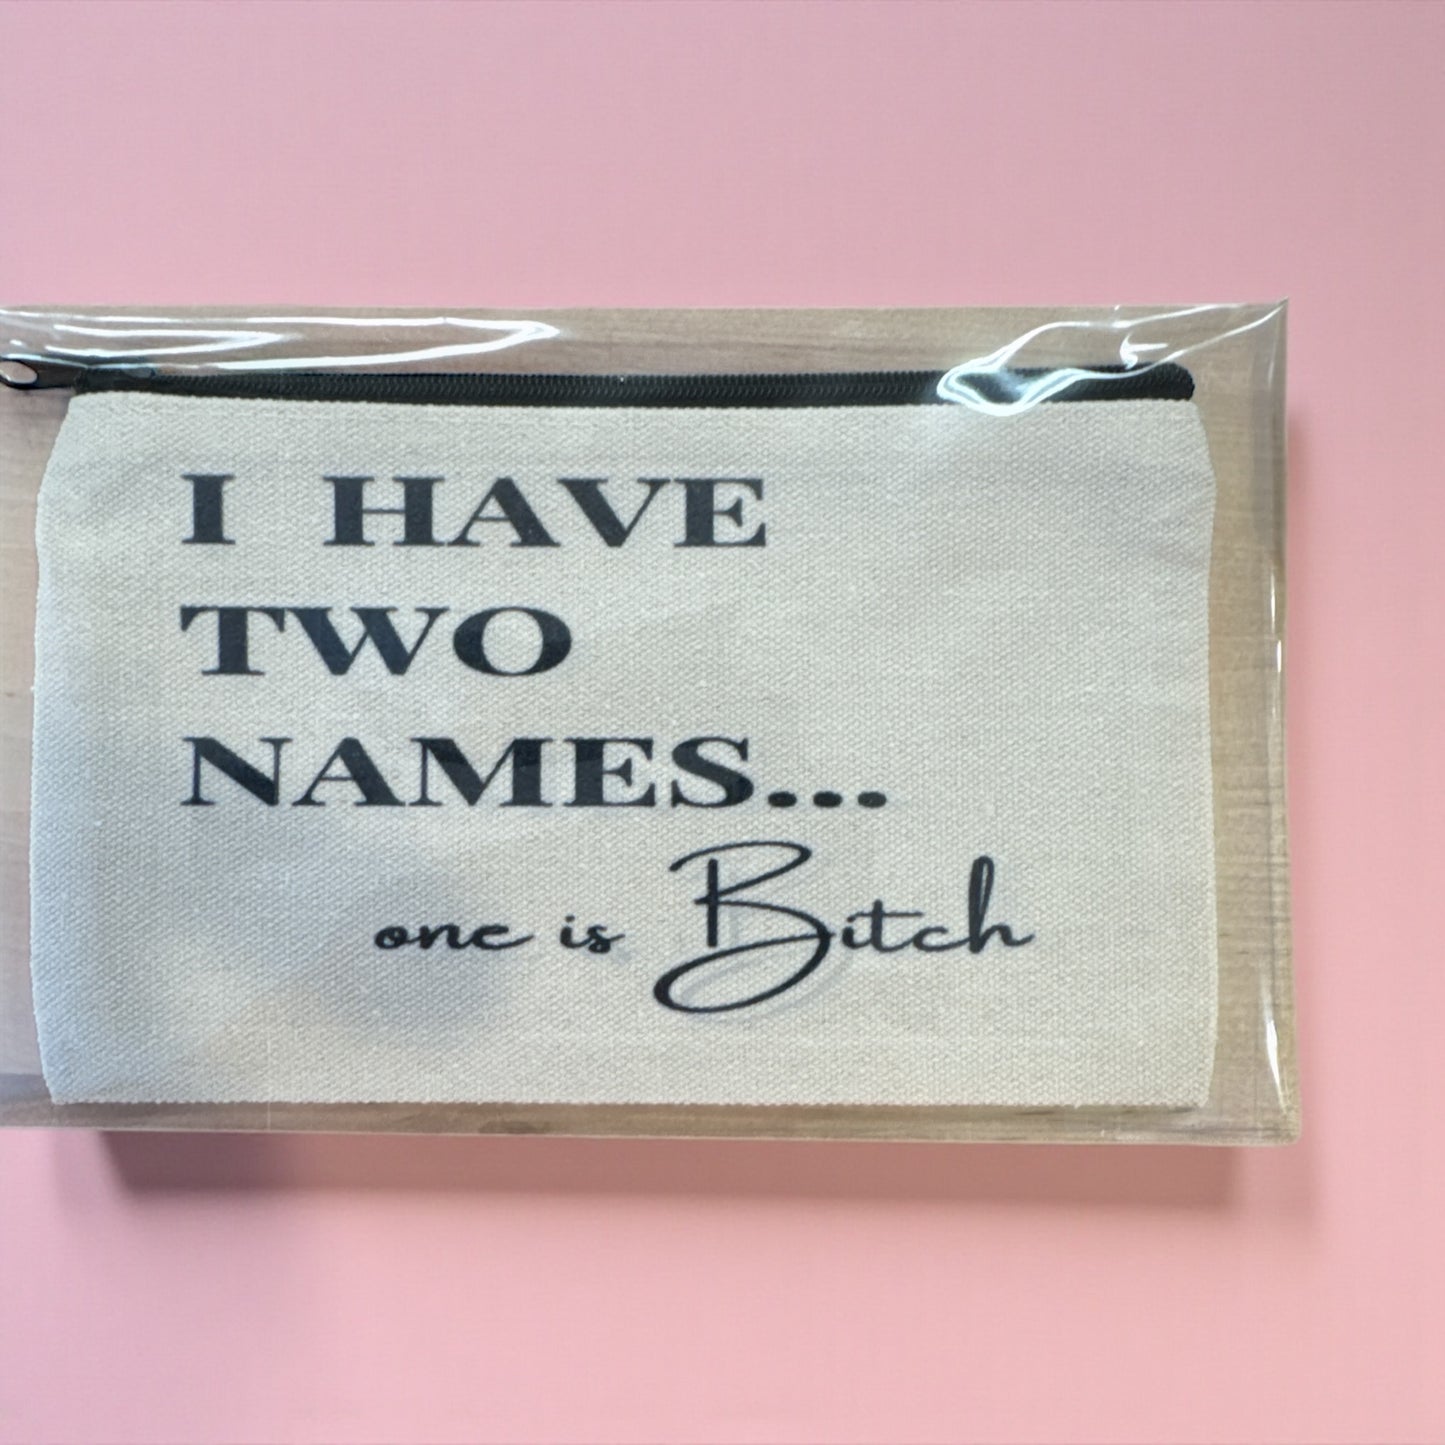 I HAVE
TWO
NAMES...
one is Bitch